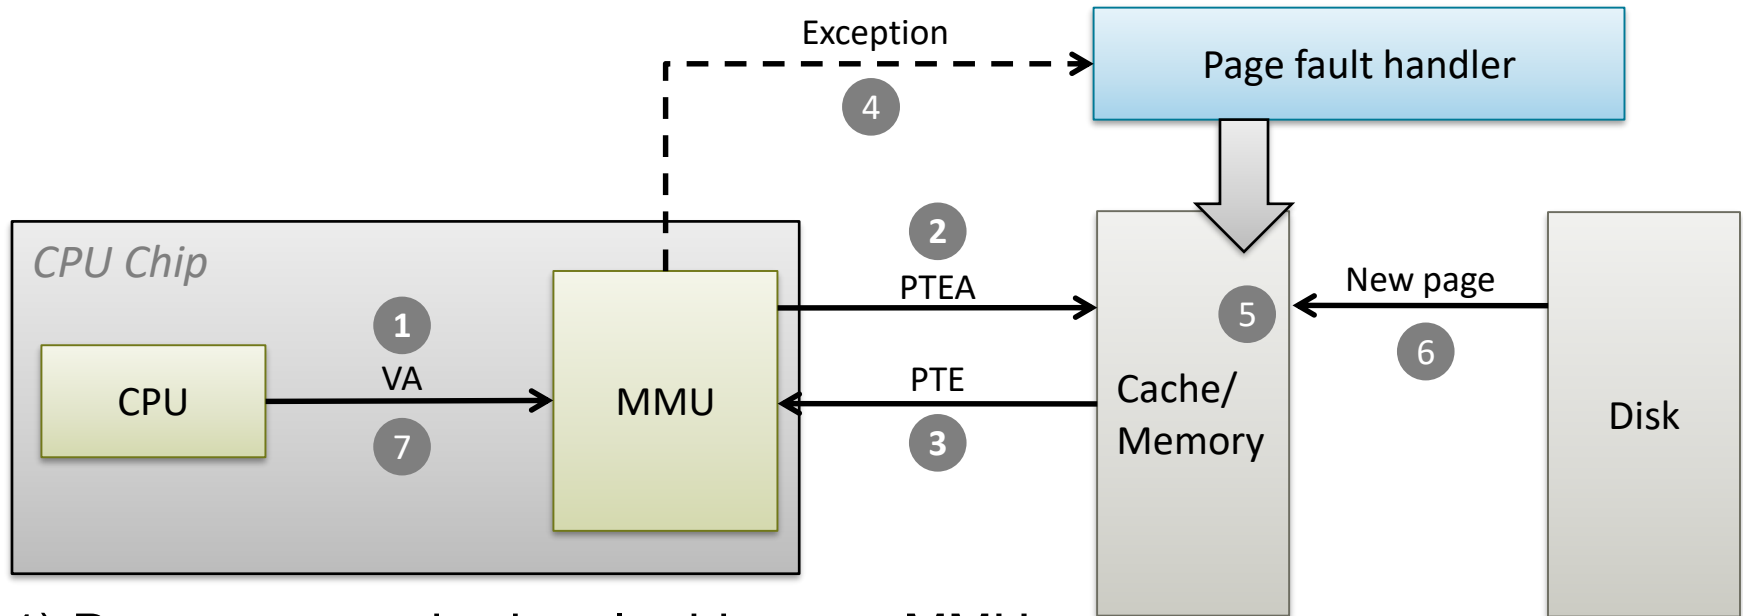 Exception
Page fault handler
4
CPU Chip
2
PTEA
New page
1
5
6
VA
PTE
CPU
MMU
Cache/
Memory
Disk
7
3